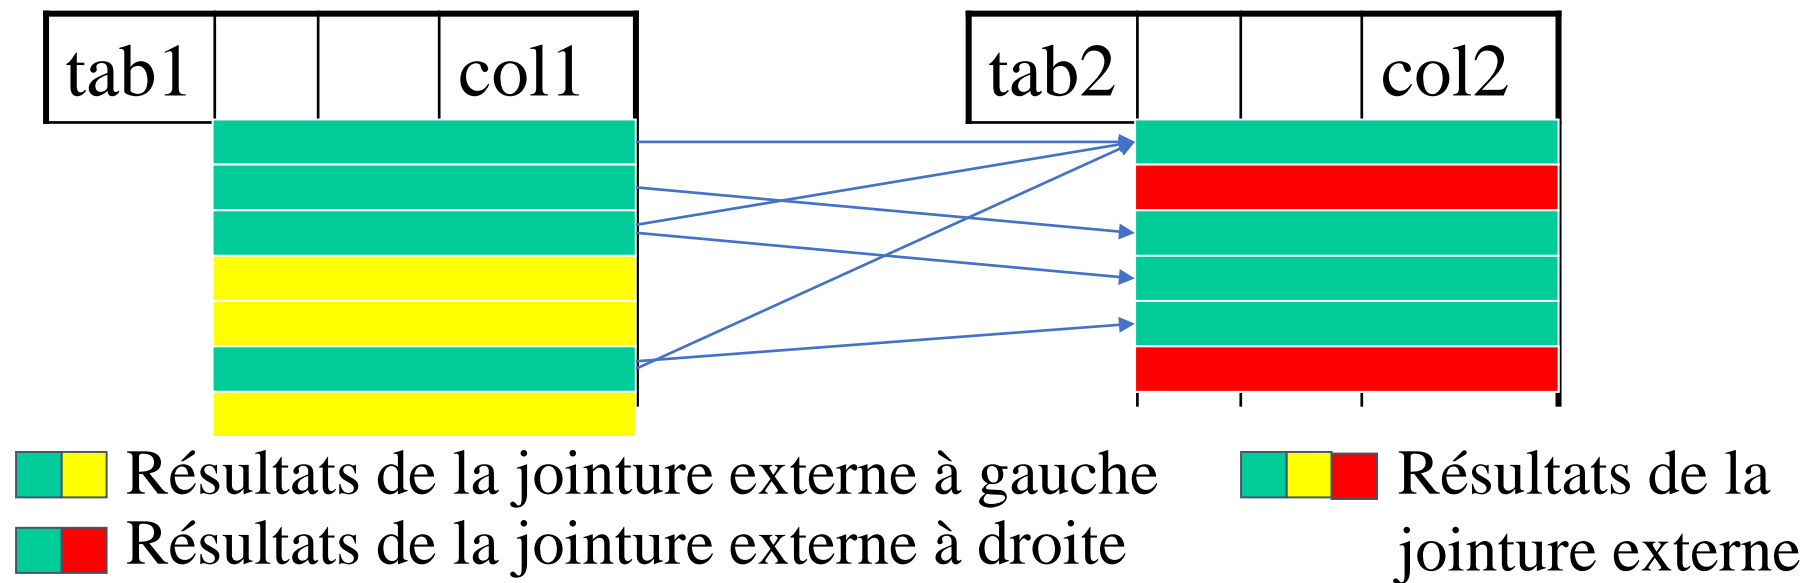 tab1 col1 tab2 col2
Résultats de la jointure externe à gauche
Résultats de la jointure externe à droite
Résultats de la
jointure externe